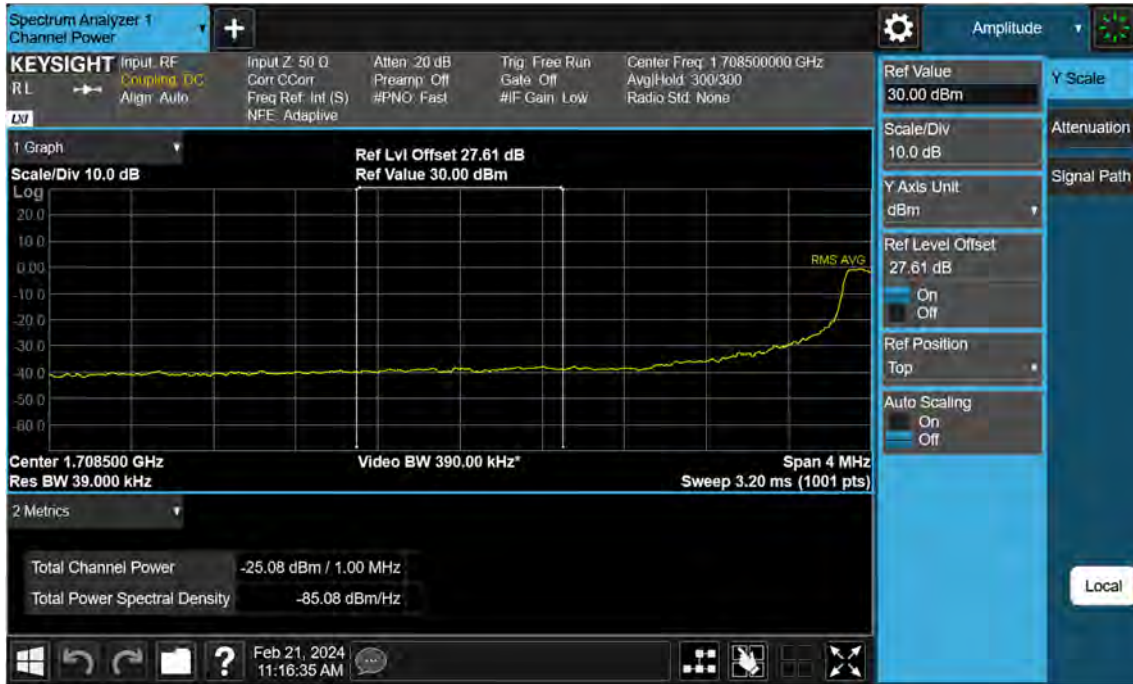 Spectrum Analyzer 1
Channel Power
+
Amplitude
KEYSIGHT
RL
LXI
Input: RF
Coupling: DC
Align: Auto
Input Z: 50 Ω
Corr CCorr
Freq Ref: Int (S)
NFE: Adaptive
Atten: 20 dB
Preamp: Off
#PNO: Fast
Trig: Free Run
Gate: Off
#IF Gain: Low
Center Freq: 1.708500000 GHz
Avg|Hold: 300/300
Radio Std: None
1 Graph
Scale/Div 10.0 dB
Ref Lvl Offset 27.61 dB
Ref Value 30.00 dBm
Log
20.0
10.0
0.00
-10.0
-20.0
-30.0
-40.0
-50.0
-60.0
RMS AVG
Center 1.708500 GHz
Res BW 39.000 kHz
Video BW 390.00 kHz*
Span 4 MHz
Sweep 3.20 ms (1001 pts)
2 Metrics
Total Channel Power
-25.08 dBm / 1.00 MHz
Total Power Spectral Density
-85.08 dBm/Hz
Ref Value
30.00 dBm
Scale/Div
10.0 dB
Y Axis Unit
dBm
Ref Level Offset
27.61 dB
On
Off
Ref Position
Top
Auto Scaling
On
Off
Y Scale
Attenuation
Signal Path
Local
?
Feb 21, 2024
11:16:35 AM